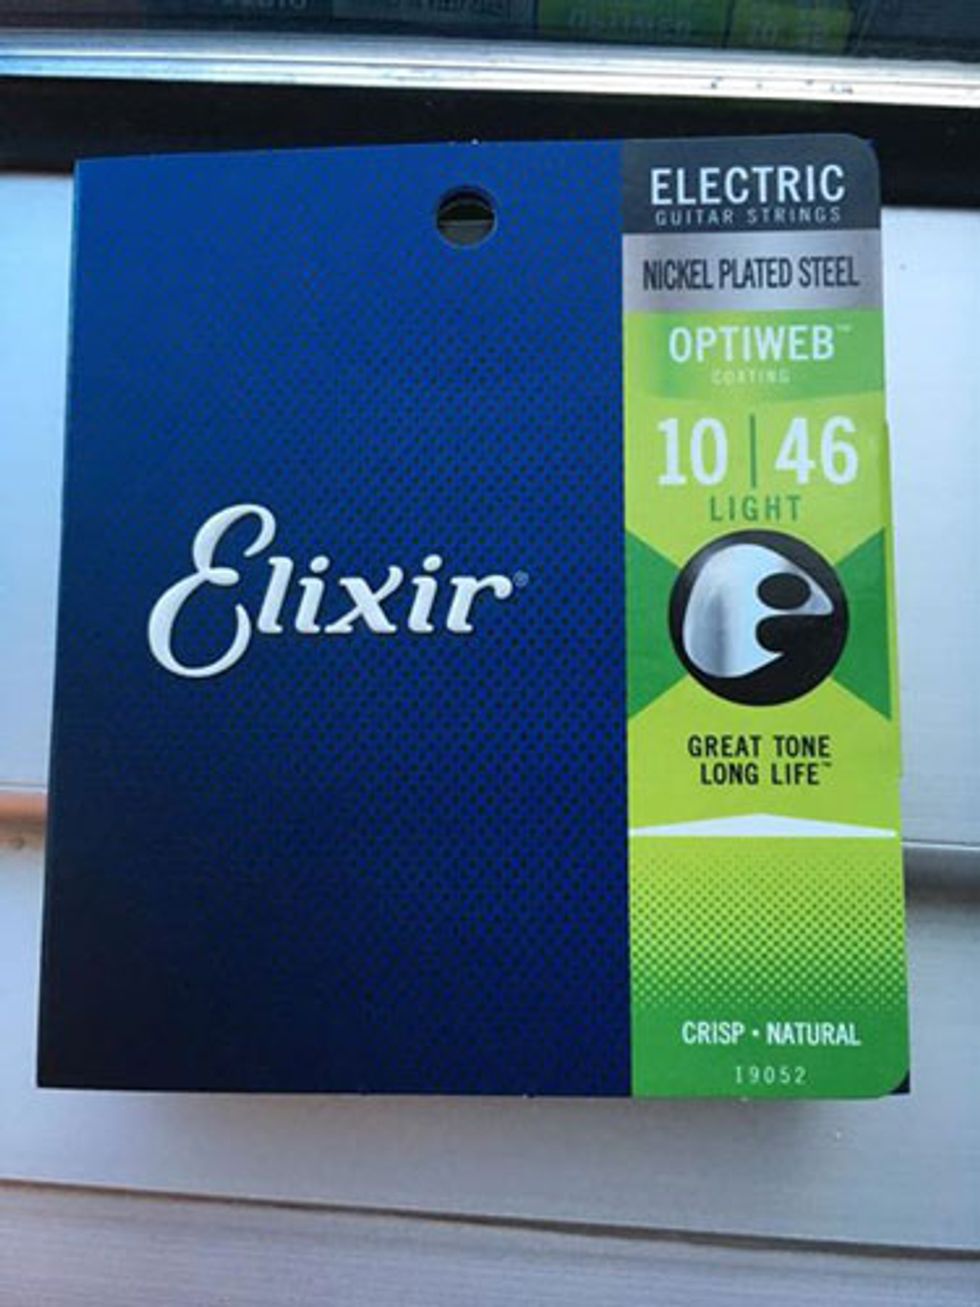 ELECTRIC
GUITAR STRINGS
NICKEL PLATED STEEL
OPTIWEB™
COATING
10 | 46
LIGHT
Elixir®
GREAT TONE
LONG LIFE™
CRISP • NATURAL
19052